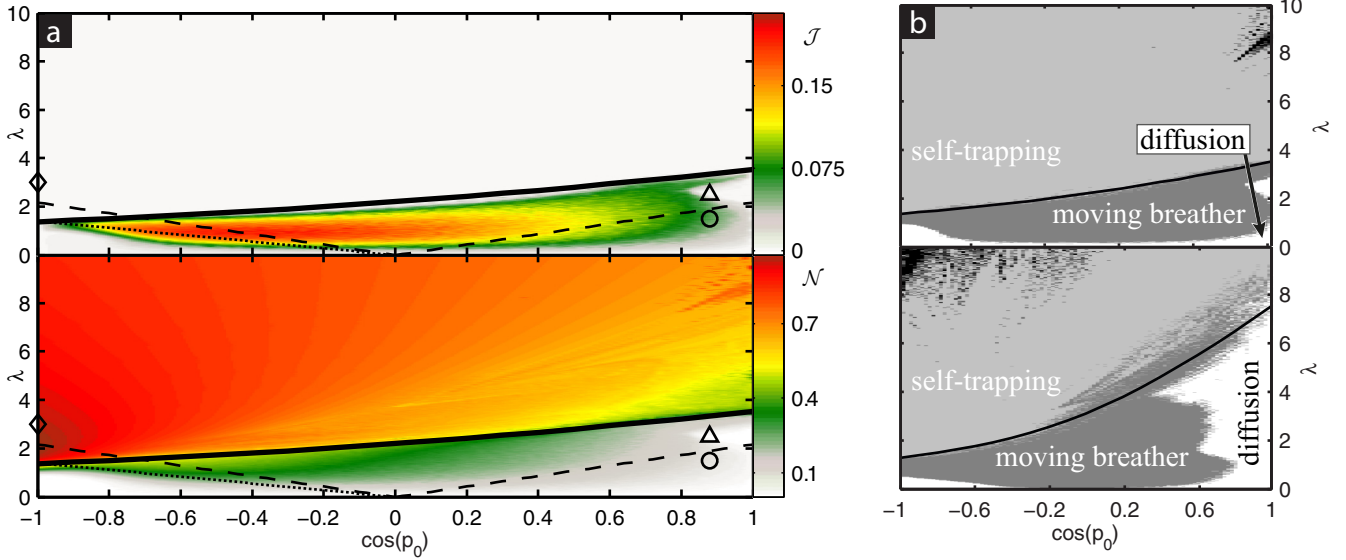 a
b
10
8
6
4
2
0
λ
𝒥
0.15
0.075
0
8
6
4
2
0
λ
𝒩
0.7
0.4
0.1
−1
−0.8
−0.6
−0.4
−0.2
0
0.2
0.4
0.6
0.8
1
cos(p0)
10
8
6
4
2
0
λ
self-trapping
diffusion
moving breather
8
6
4
2
0
λ
self-trapping
diffusion
moving breather
-1
-0.6
-0.2
0.2
0.6
1
cos(p0)